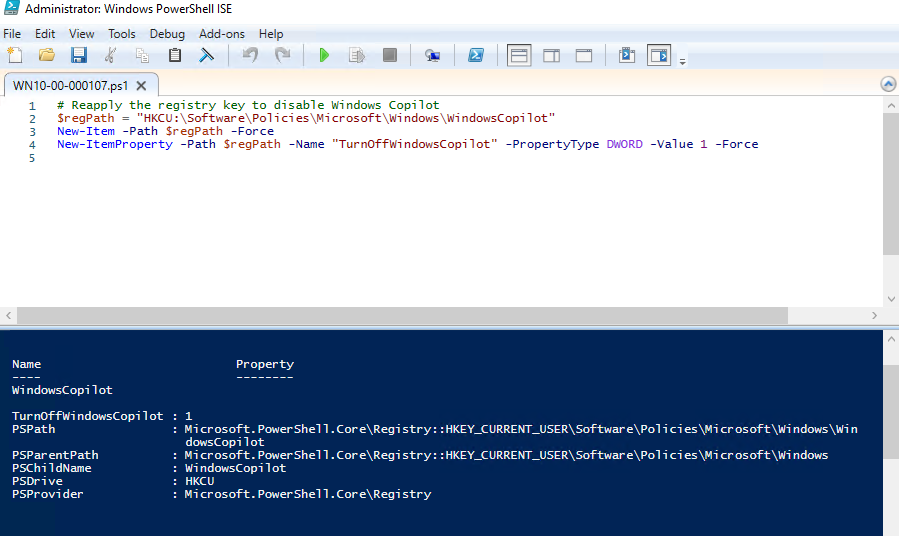 Administrator: Windows PowerShell ISE
File Edit View Tools Debug Add-ons Help
WN10-00-000107.ps1
1 # Reapply the registry key to disable Windows Copilot
2 $regPath = "HKCU:\Software\Policies\Microsoft\Windows\WindowsCopilot"
3 New-Item -Path $regPath -Force
4 New-ItemProperty -Path $regPath -Name "TurnOffWindowsCopilot" -PropertyType DWORD -Value 1 -Force
5
Name Property
---- --------
WindowsCopilot
TurnOffWindowsCopilot : 1
PSPath : Microsoft.PowerShell.Core\Registry::HKEY_CURRENT_USER\Software\Policies\Microsoft\Windows\Win
dowsCopilot
PSParentPath : Microsoft.PowerShell.Core\Registry::HKEY_CURRENT_USER\Software\Policies\Microsoft\Windows
PSChildName : WindowsCopilot
PSDrive : HKCU
PSProvider : Microsoft.PowerShell.Core\Registry